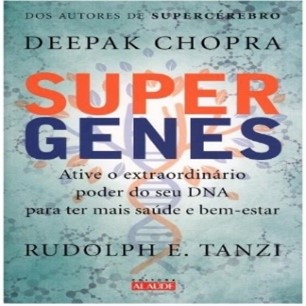 DOS AUTORES DE SUPERCÉREBRO
DEEPAK CHOPRA
SUPER
GENES
Ative o extraordinário
poder do seu DNA
para ter mais saúde e bem-estar
RUDOLPH E. TANZI
EDITORA
ALAÚDE